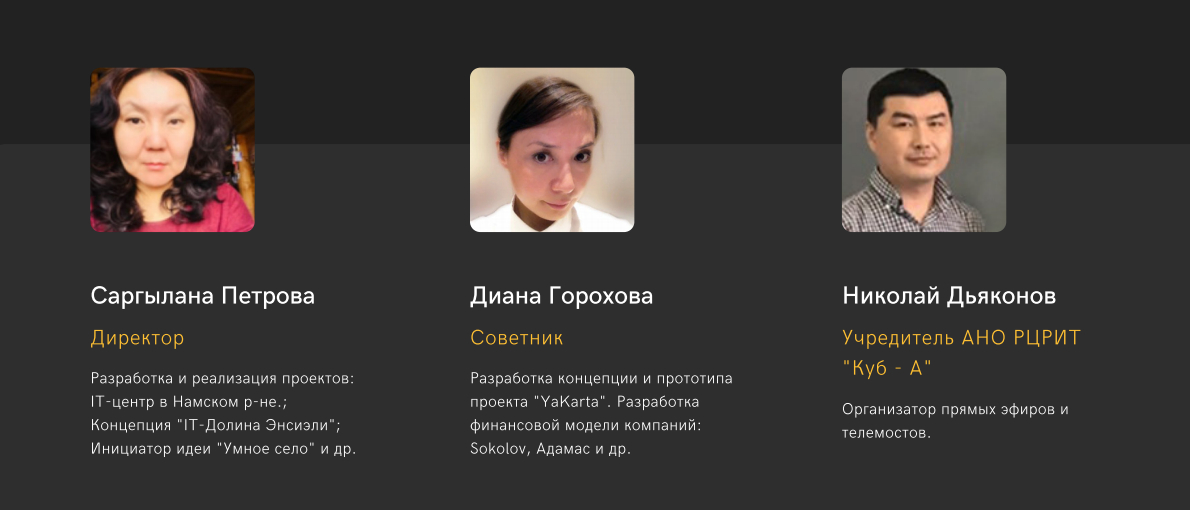 Саргылана Петрова
Директор
Разработка и реализация проектов:
IT-центр в Намском р-не.;
Концепция "IT-Долина Энсиэли";
Инициатор идеи "Умное село" и др.
Диана Горохова
Советник
Разработка концепции и прототипа
проекта "YaKarta". Разработка
финансовой модели компаний:
Sokolov, Адамас и др.
Николай Дьяконов
Учредитель АНО РЦРИТ
"Куб - А"
Организатор прямых эфиров и
телемостов.